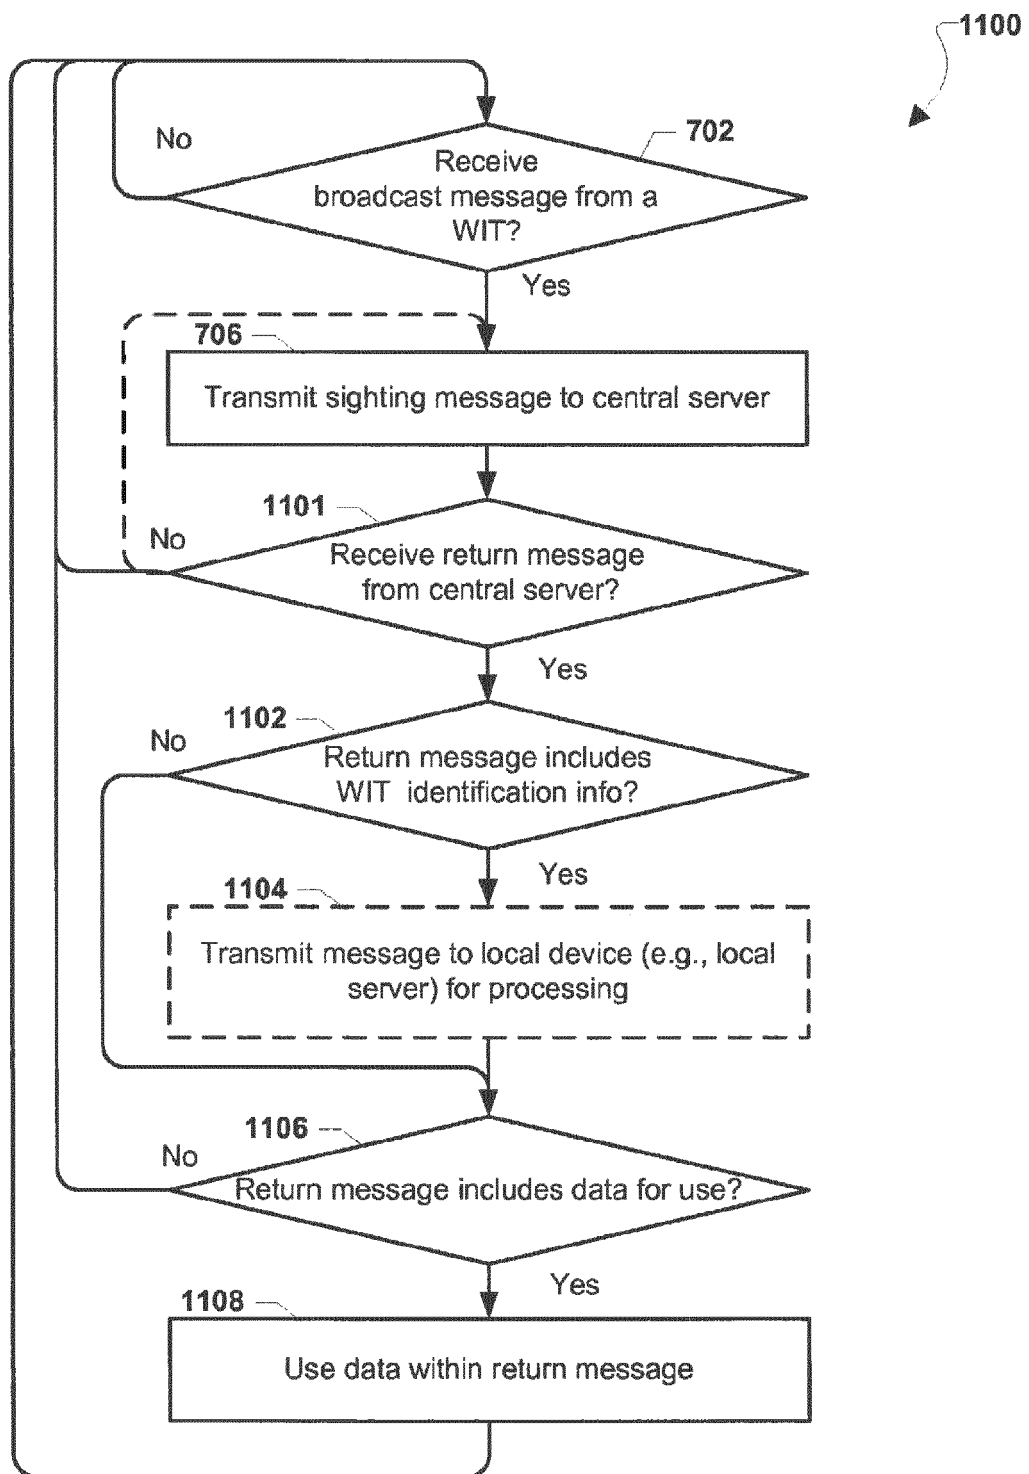 1100
No
702
Receive
broadcast message from a
WIT?
Yes
706
Transmit sighting message to central server
1101
No
Receive return message
from central server?
Yes
1102
No
Return message includes
WIT identification info?
Yes
1104
Transmit message to local device (e.g., local
server) for processing
1106
No
Return message includes data for use?
Yes
1108
Use data within return message